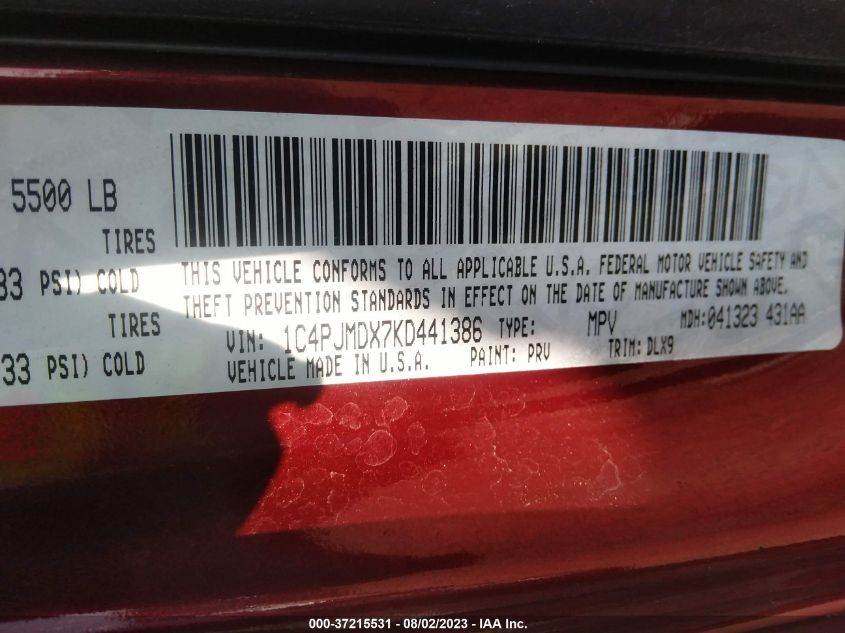 5500 LB
TIRES
33 PSI) COLD
TIRES
33 PSI) COLD
THIS VEHICLE CONFORMS TO ALL APPLICABLE U.S.A. FEDERAL MOTOR VEHICLE SAFETY AND
THEFT PREVENTION STANDARDS IN EFFECT ON THE DATE OF MANUFACTURE SHOWN ABOVE.
VIN: 1C4PJMDX7KD441386 TYPE: MPV MDH:041323 431AA
VEHICLE MADE IN U.S.A. PAINT: PRV TRIM: DLX9
000-37215531 - 08/02/2023 - IAA Inc.